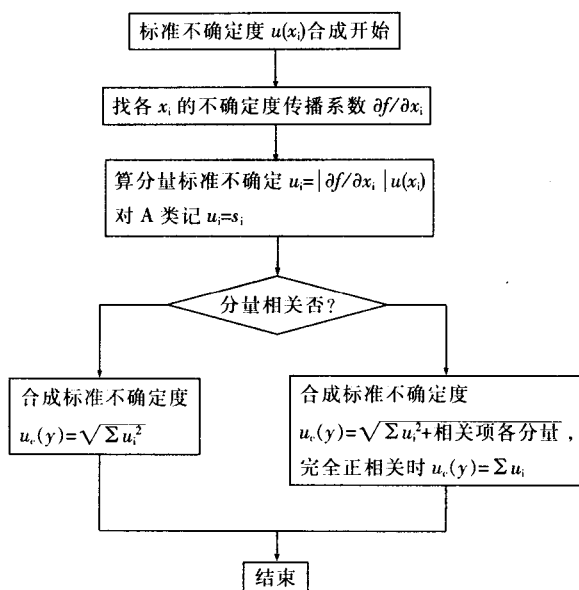 标准不确定度 u(xᵢ)合成开始
找各 xᵢ 的不确定度传播系数 ∂f/∂xᵢ
算分量标准不确定 uᵢ=|∂f/∂xᵢ|u(xᵢ)
对 A 类记 uᵢ=sᵢ
分量相关否?
合成标准不确定度
u_c(y)=√Σuᵢ²
合成标准不确定度
u_c(y)=√Σuᵢ²+相关项各分量，
完全正相关时 u_c(y)=Σuᵢ
结束